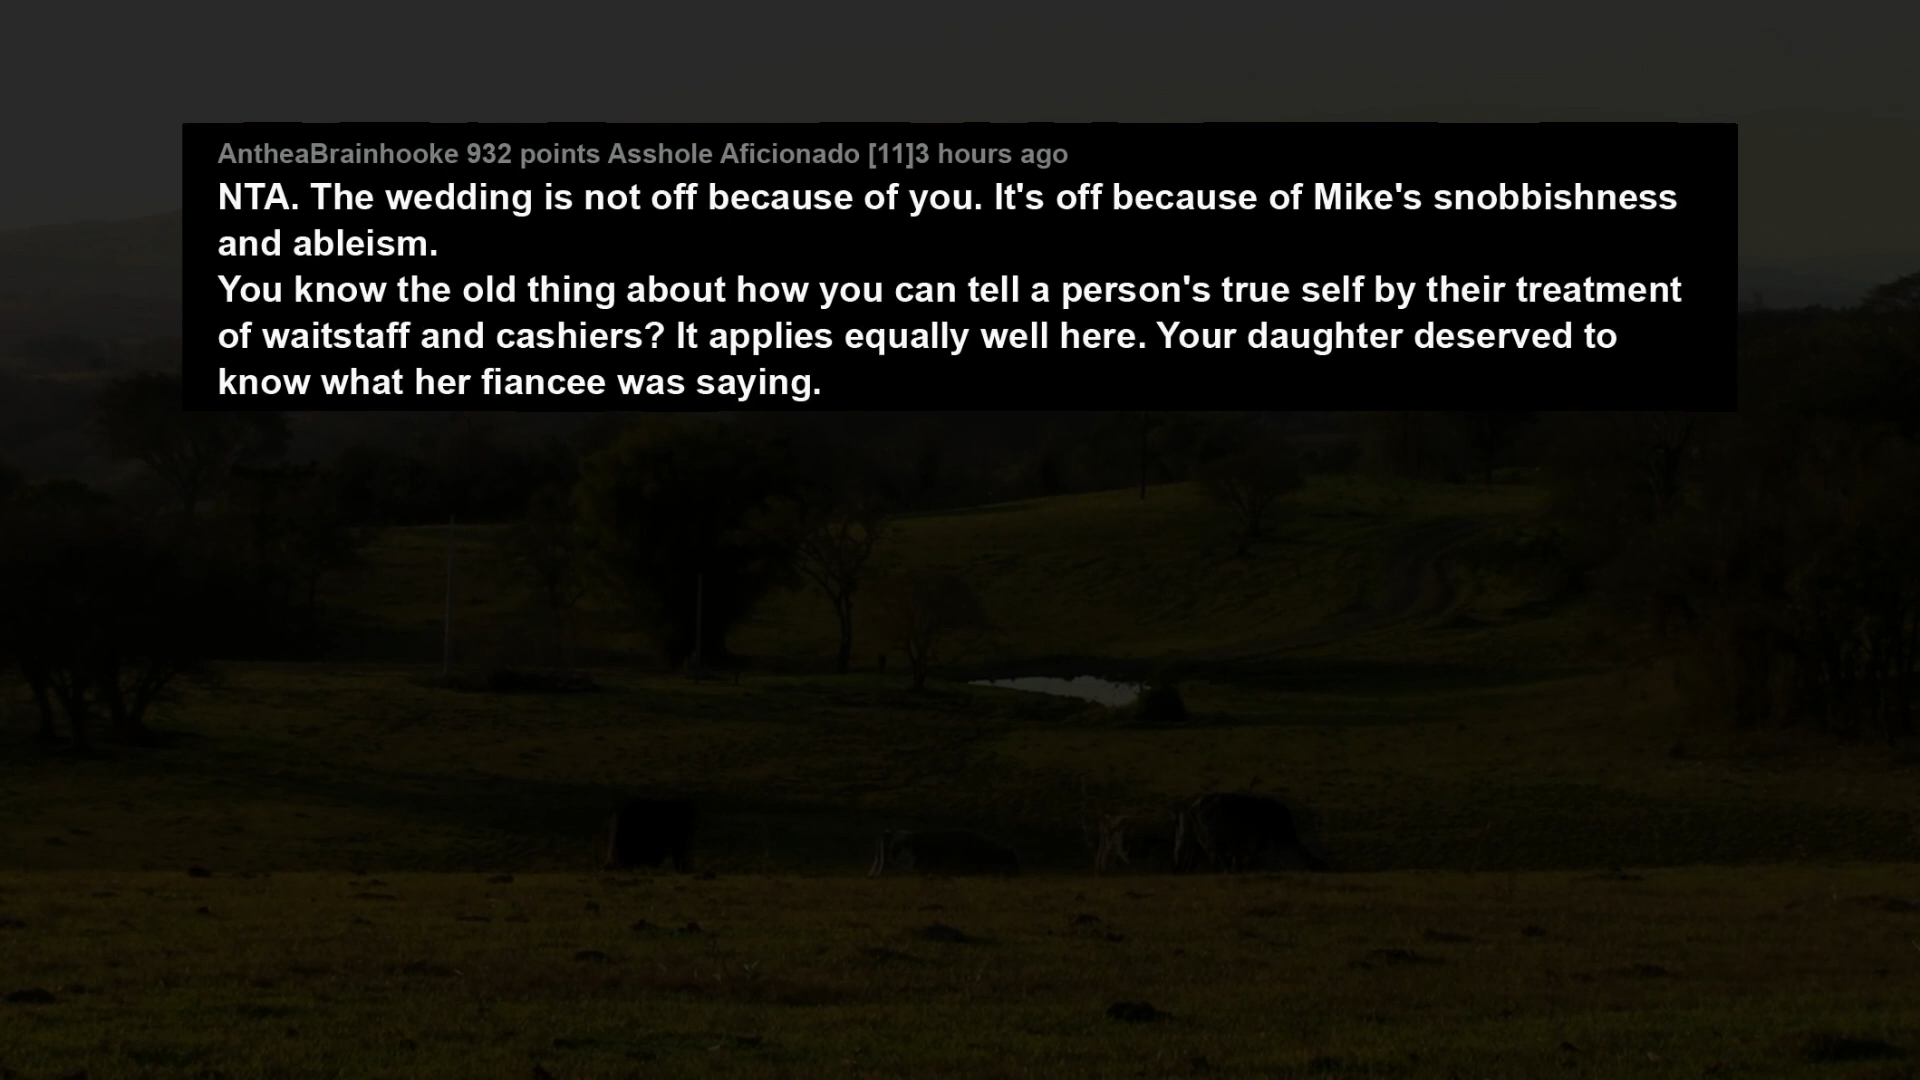 AntheaBrainhooke 932 points Asshole Aficionado [11]3 hours ago
NTA. The wedding is not off because of you. It's off because of Mike's snobbishness
and ableism.
You know the old thing about how you can tell a person's true self by their treatment
of waitstaff and cashiers? It applies equally well here. Your daughter deserved to
know what her fiancee was saying.